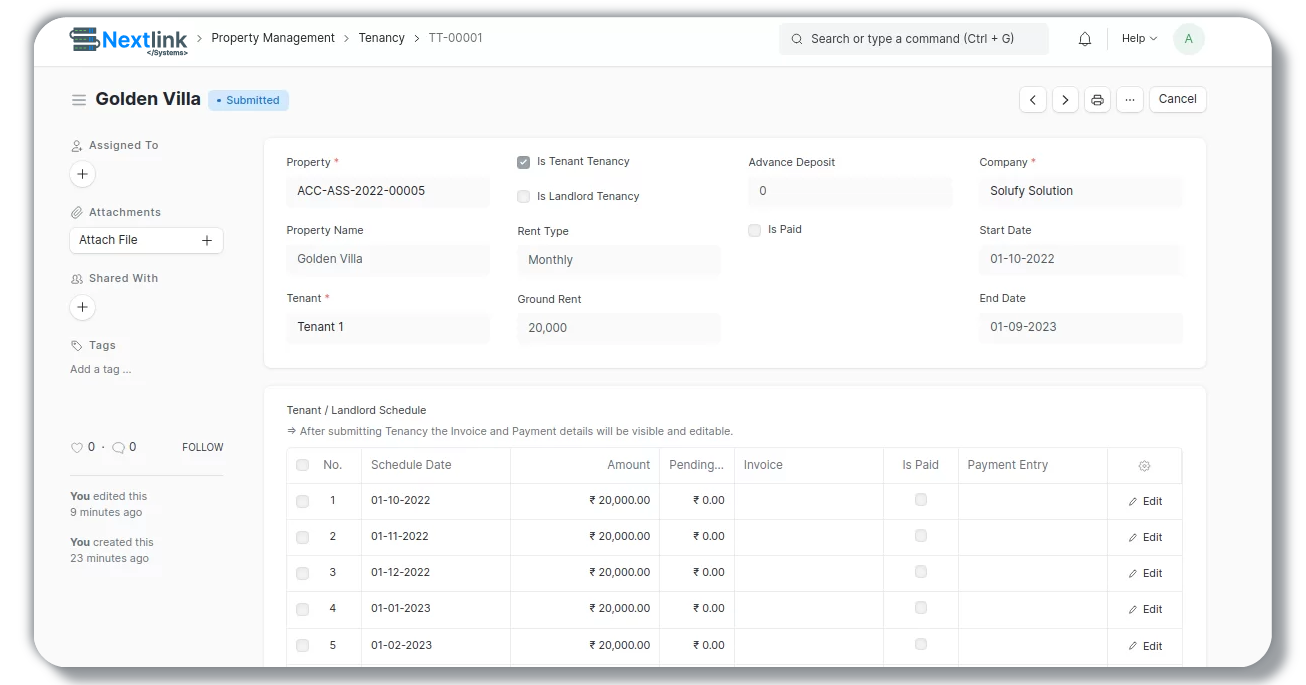 Nextlink
</Systems>
Property Management
Tenancy
TT-00001
Search or type a command (Ctrl + G)
Help
A
Golden Villa
Submitted
...
Cancel
Assigned To
Attachments
Attach File
Shared With
Tags
Add a tag ...
0 · 0 FOLLOW
You edited this
9 minutes ago
You created this
23 minutes ago
Property *
ACC-ASS-2022-00005
Property Name
Golden Villa
Tenant *
Tenant 1
Is Tenant Tenancy
Is Landlord Tenancy
Rent Type
Monthly
Ground Rent
20,000
Advance Deposit
0
Is Paid
Company *
Solufy Solution
Start Date
01-10-2022
End Date
01-09-2023
Tenant / Landlord Schedule
⇒ After submitting Tenancy the Invoice and Payment details will be visible and editable.
No. Schedule Date Amount Pending... Invoice Is Paid Payment Entry
1 01-10-2022 ₹ 20,000.00 ₹ 0.00 Edit
2 01-11-2022 ₹ 20,000.00 ₹ 0.00 Edit
3 01-12-2022 ₹ 20,000.00 ₹ 0.00 Edit
4 01-01-2023 ₹ 20,000.00 ₹ 0.00 Edit
5 01-02-2023 ₹ 20,000.00 ₹ 0.00 Edit